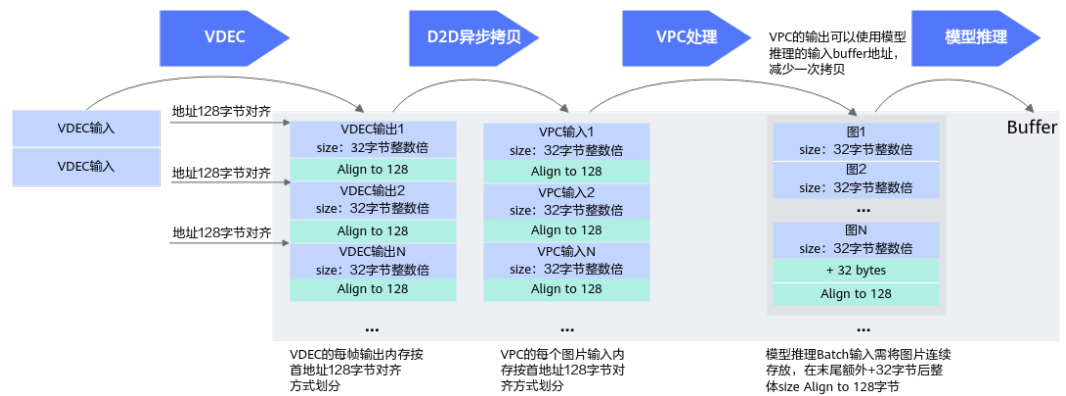 VDEC
D2D异步拷贝
VPC处理
模型推理
VPC的输出可以使用模型
推理的输入buffer地址，
减少一次拷贝
Buffer
VDEC输入
VDEC输入
地址128字节对齐
地址128字节对齐
地址128字节对齐
VDEC输出1
size：32字节整数倍
Align to 128
VDEC输出2
size：32字节整数倍
Align to 128
VDEC输出N
size：32字节整数倍
Align to 128
...
VDEC的每帧输出内存按
首地址128字节对齐
方式划分
VPC输入1
size：32字节整数倍
Align to 128
VPC输入2
size：32字节整数倍
Align to 128
VPC输入N
size：32字节整数倍
Align to 128
...
VPC的每个图片输入内
存按首地址128字节对
齐方式划分
图1
size：32字节整数倍
图2
size：32字节整数倍
...
图N
size：32字节整数倍
+ 32 bytes
Align to 128
...
模型推理Batch输入需将图片连续
存放，在末尾额外+32字节后整
体size Align to 128字节